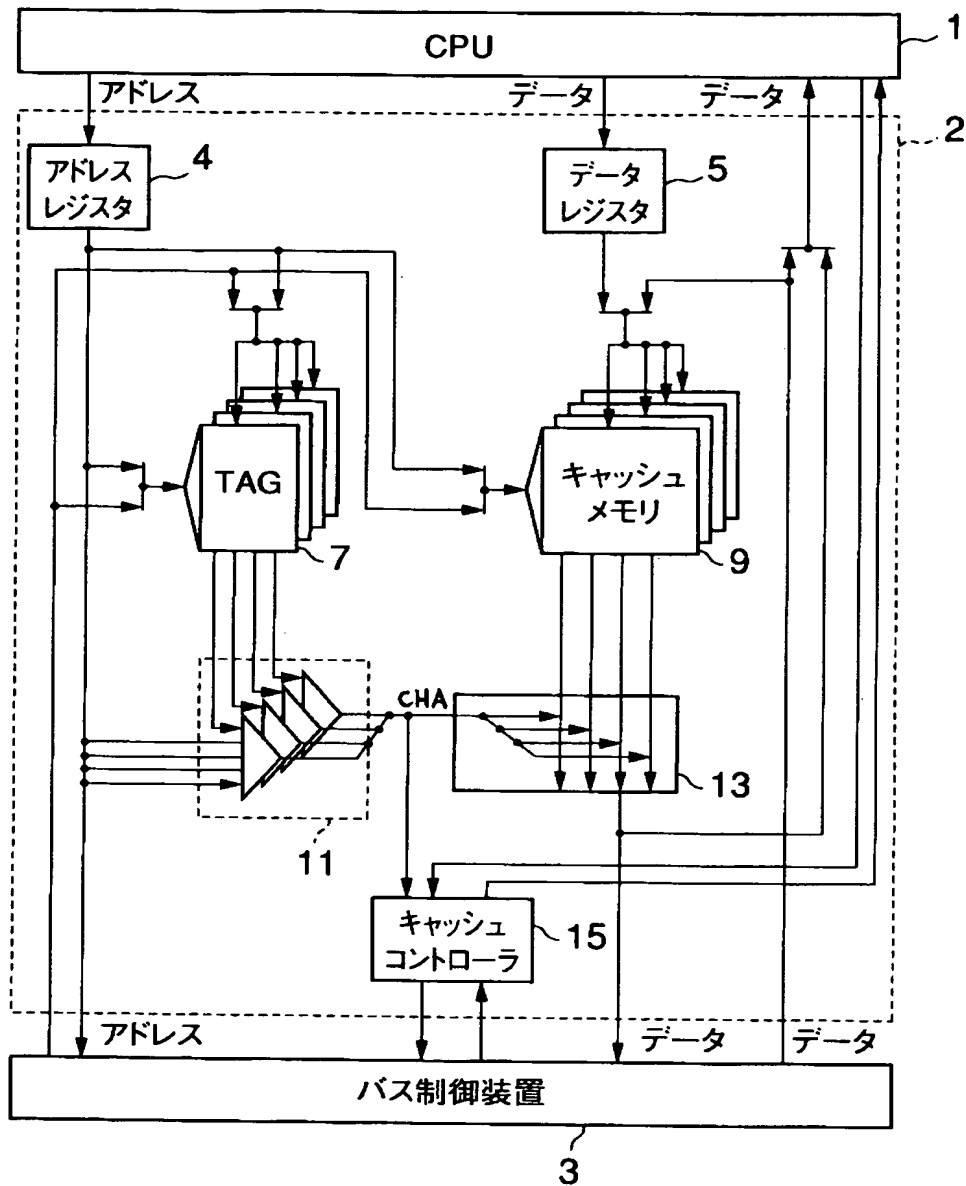 CPU
1
アドレス
データ
データ
2
アドレス
レジスタ
4
データ
レジスタ
5
TAG
7
キャッシュ
メモリ
9
CHA
13
11
キャッシュ
コントローラ
15
アドレス
データ
データ
バス制御装置
3